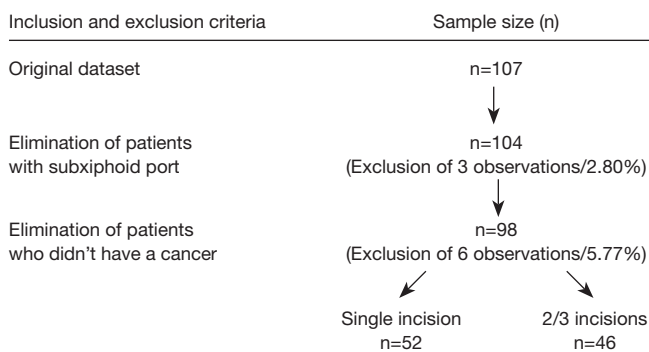 Inclusion and exclusion criteria Sample size (n)
Original dataset n=107
Elimination of patients n=104
with subxiphoid port (Exclusion of 3 observations/2.80%)
Elimination of patients n=98
who didn't have a cancer (Exclusion of 6 observations/5.77%)
Single incision 2/3 incisions
n=52 n=46